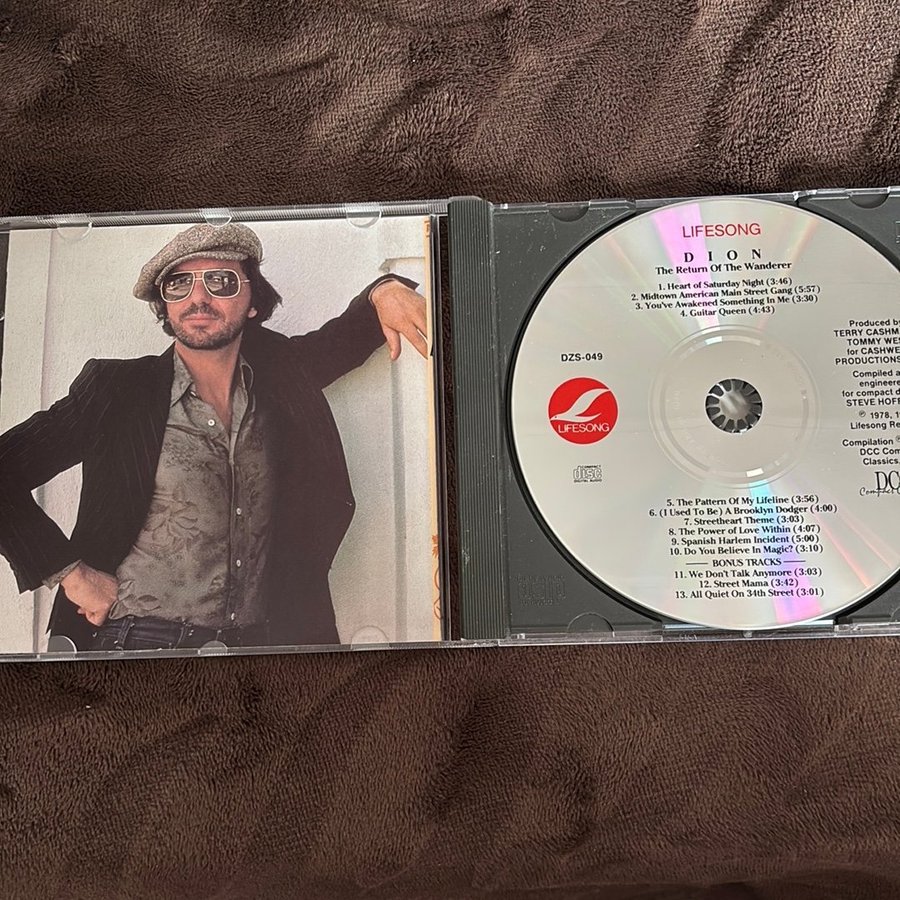 LIFESONG
DION
The Return Of The Wanderer
1. Heart of Saturday Night (3:46)
2. Midtown American Main Street Gang (5:57)
3. You've Awakened Something In Me (3:30)
4. Guitar Queen (4:43)
DZS-049
LIFESONG
COMPACT
disc
DIGITAL AUDIO
Produced by
TERRY
TOMMY
for
PRODUCTIONS
Compiled a
engineere
for compact d
STEVE HOFF
℗ 1978, 1
Lifesong Re
Compilation ℗
DCC Com
Classics,
5. The Pattern Of My Lifeline (3:56)
6. (I Used To Be) A Brooklyn Dodger (4:00)
7. Streetheart Theme (3:03)
8. The Power of Love Within (4:07)
9. Spanish Harlem Incident (5:00)
10. Do You Believe In Magic? (3:10)
BONUS TRACKS
11. We Don't Talk Anymore (3:03)
12. Street Mama (3:42)
13. All Quiet On 34th Street (3:01)